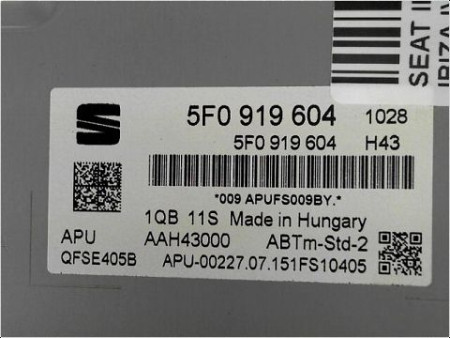 SEAT
5F0 919 604 1028
5F0 919 604 H43
*009 APUFS009BY.*
1QB 11S Made in Hungary
APU AAH43000 ABTm-Std-2
QFSE405B APU-00227.07.151FS10405